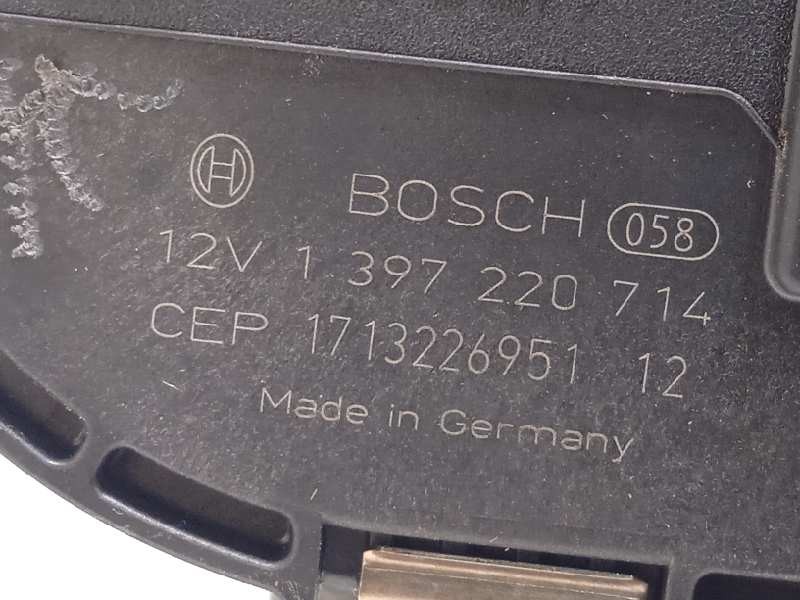 BOSCH 058
12V 1 397 220 714
CEP 1713226951 12
Made in Germany